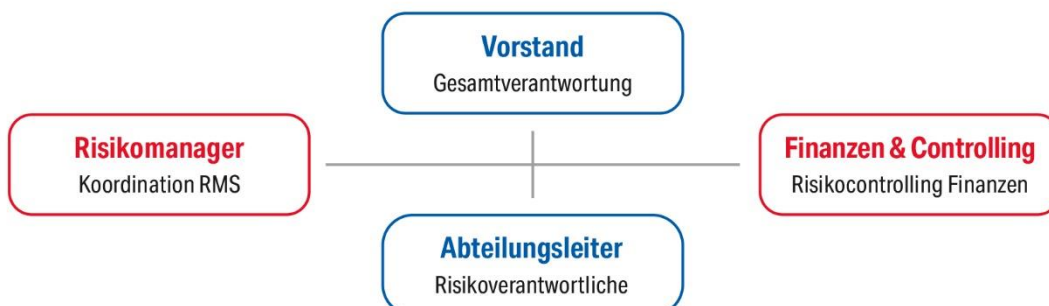 Vorstand
Gesamtverantwortung
Risikomanager
Koordination RMS
Finanzen & Controlling
Risikocontrolling Finanzen
Abteilungsleiter
Risikoverantwortliche